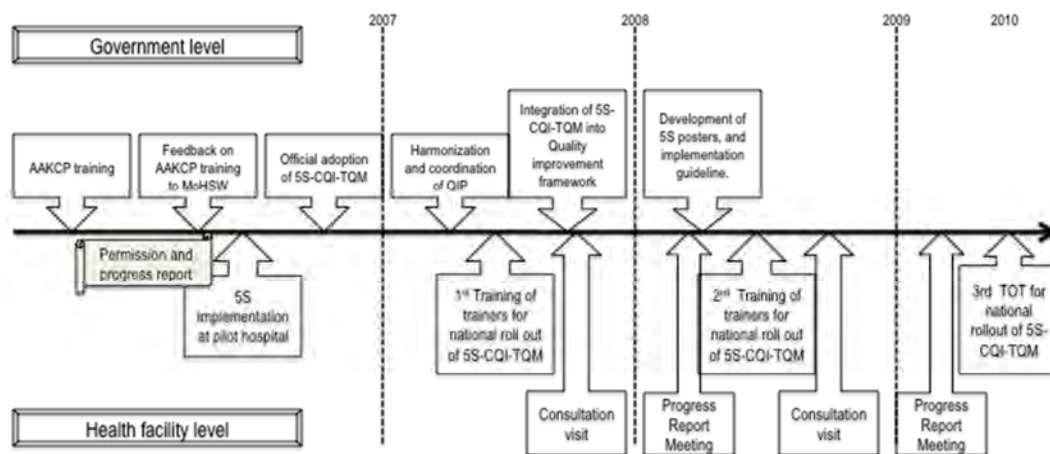 2007
2008
2009
2010
Government level
AAKCP training
Feedback on
AAKCP training
to MoHSW
Official adoption
of 5S-CQI-TQM
Harmonization
and coordination
of QIP
Integration of 5S-
CQI-TQM into
Quality
improvement
framework
Development of
5S posters, and
implementation
guideline.
Permission and
progress report
5S
Implementation
at pilot hospital
1st Training of
trainers for
national roll out
of 5S-CQI-TQM
2nd Training of
trainers for
national roll out
of 5S-CQI-TQM
3rd TOT for
national
rollout of 5S-
CQI-TQM
Consultation
visit
Progress
Report
Meeting
Consultation
visit
Progress
Report
Meeting
Health facility level